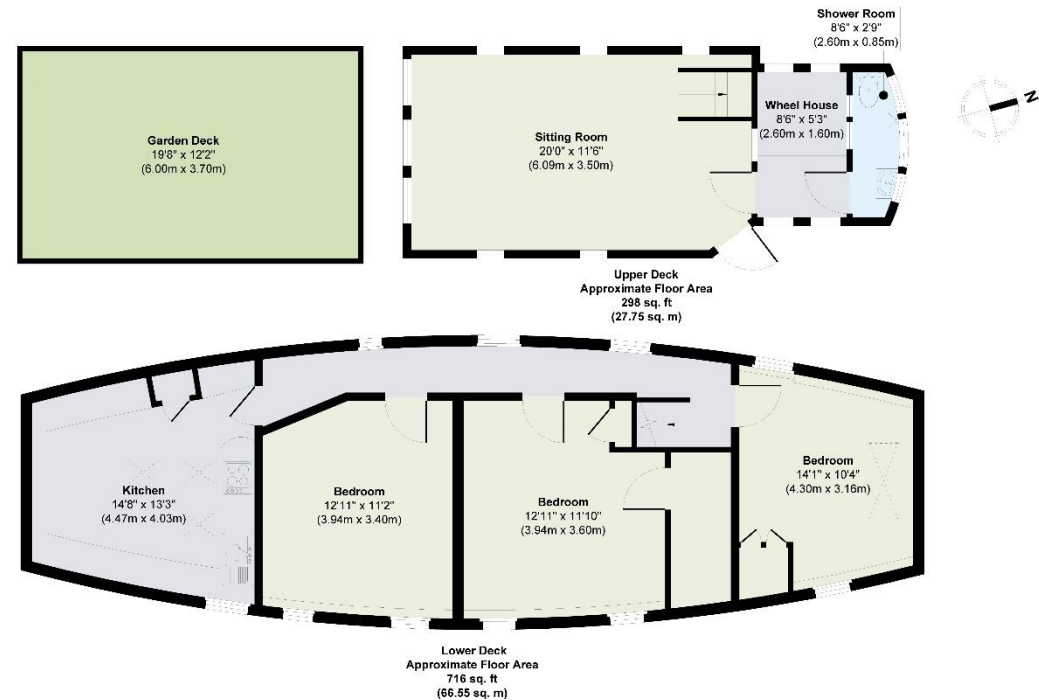 Shower Room
8'6" x 2'9"
(2.60m x 0.85m)
N
Garden Deck
19'8" x 12'2"
(6.00m x 3.70m)
Sitting Room
20'0" x 11'6"
(6.09m x 3.50m)
Wheel House
8'6" x 5'3"
(2.60m x 1.60m)
Upper Deck
Approximate Floor Area
298 sq. ft
(27.75 sq. m)
Kitchen
14'8" x 13'3"
(4.47m x 4.03m)
Bedroom
12'11" x 11'2"
(3.94m x 3.40m)
Bedroom
12'11" x 11'10"
(3.94m x 3.60m)
Bedroom
14'1" x 10'4"
(4.30m x 3.16m)
Lower Deck
Approximate Floor Area
716 sq. ft
(66.55 sq. m)